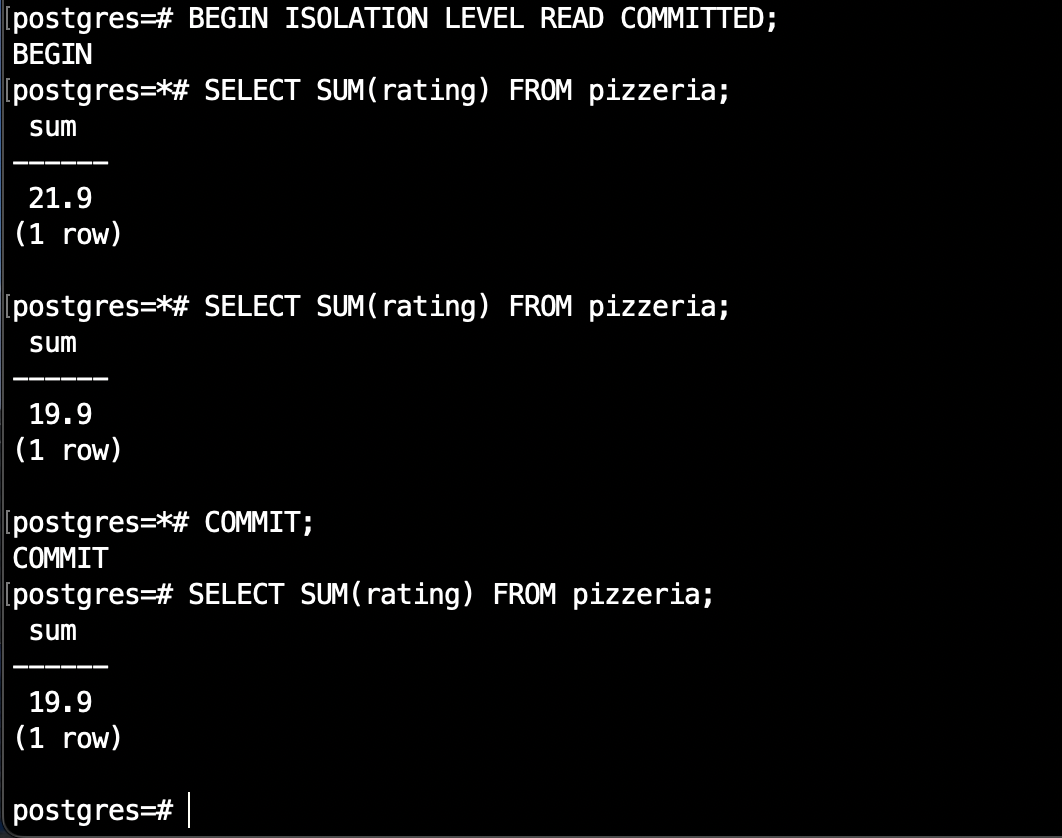 postgres=# BEGIN ISOLATION LEVEL READ COMMITTED;
BEGIN
postgres=*# SELECT SUM(rating) FROM pizzeria;
 sum
------
 21.9
(1 row)

postgres=*# SELECT SUM(rating) FROM pizzeria;
 sum
------
 19.9
(1 row)

postgres=*# COMMIT;
COMMIT
postgres=# SELECT SUM(rating) FROM pizzeria;
 sum
------
 19.9
(1 row)

postgres=#